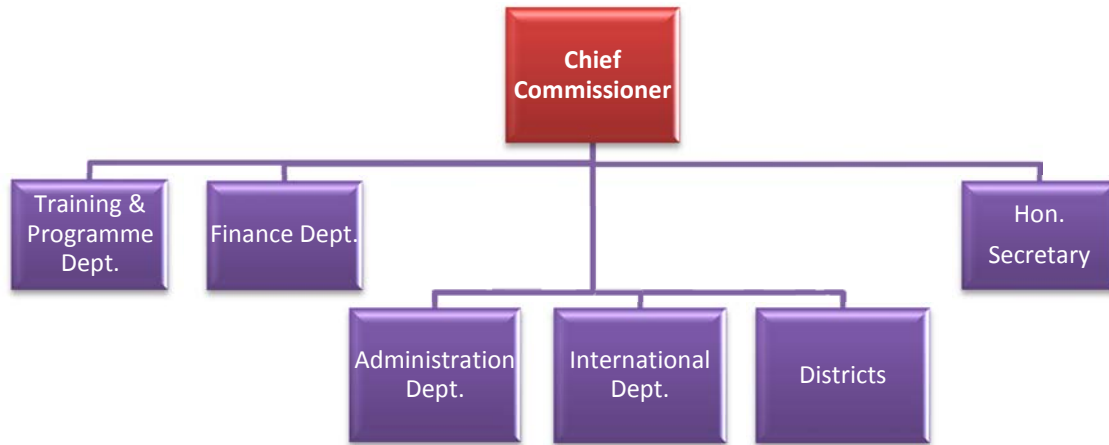 Chief
Commissioner
Training &
Programme
Dept.
Finance Dept.
Hon.
Secretary
Administration
Dept.
International
Dept.
Districts